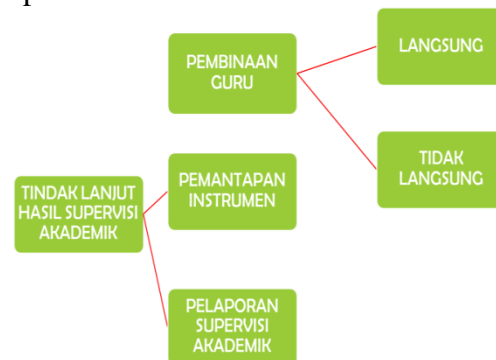 LANGSUNG
PEMBINAAN
GURU
TIDAK
LANGSUNG
PEMANTAPAN
INSTRUMEN
TINDAK LANJUT
HASIL SUPERVISI
AKADEMIK
PELAPORAN
SUPERVISI
AKADEMIK